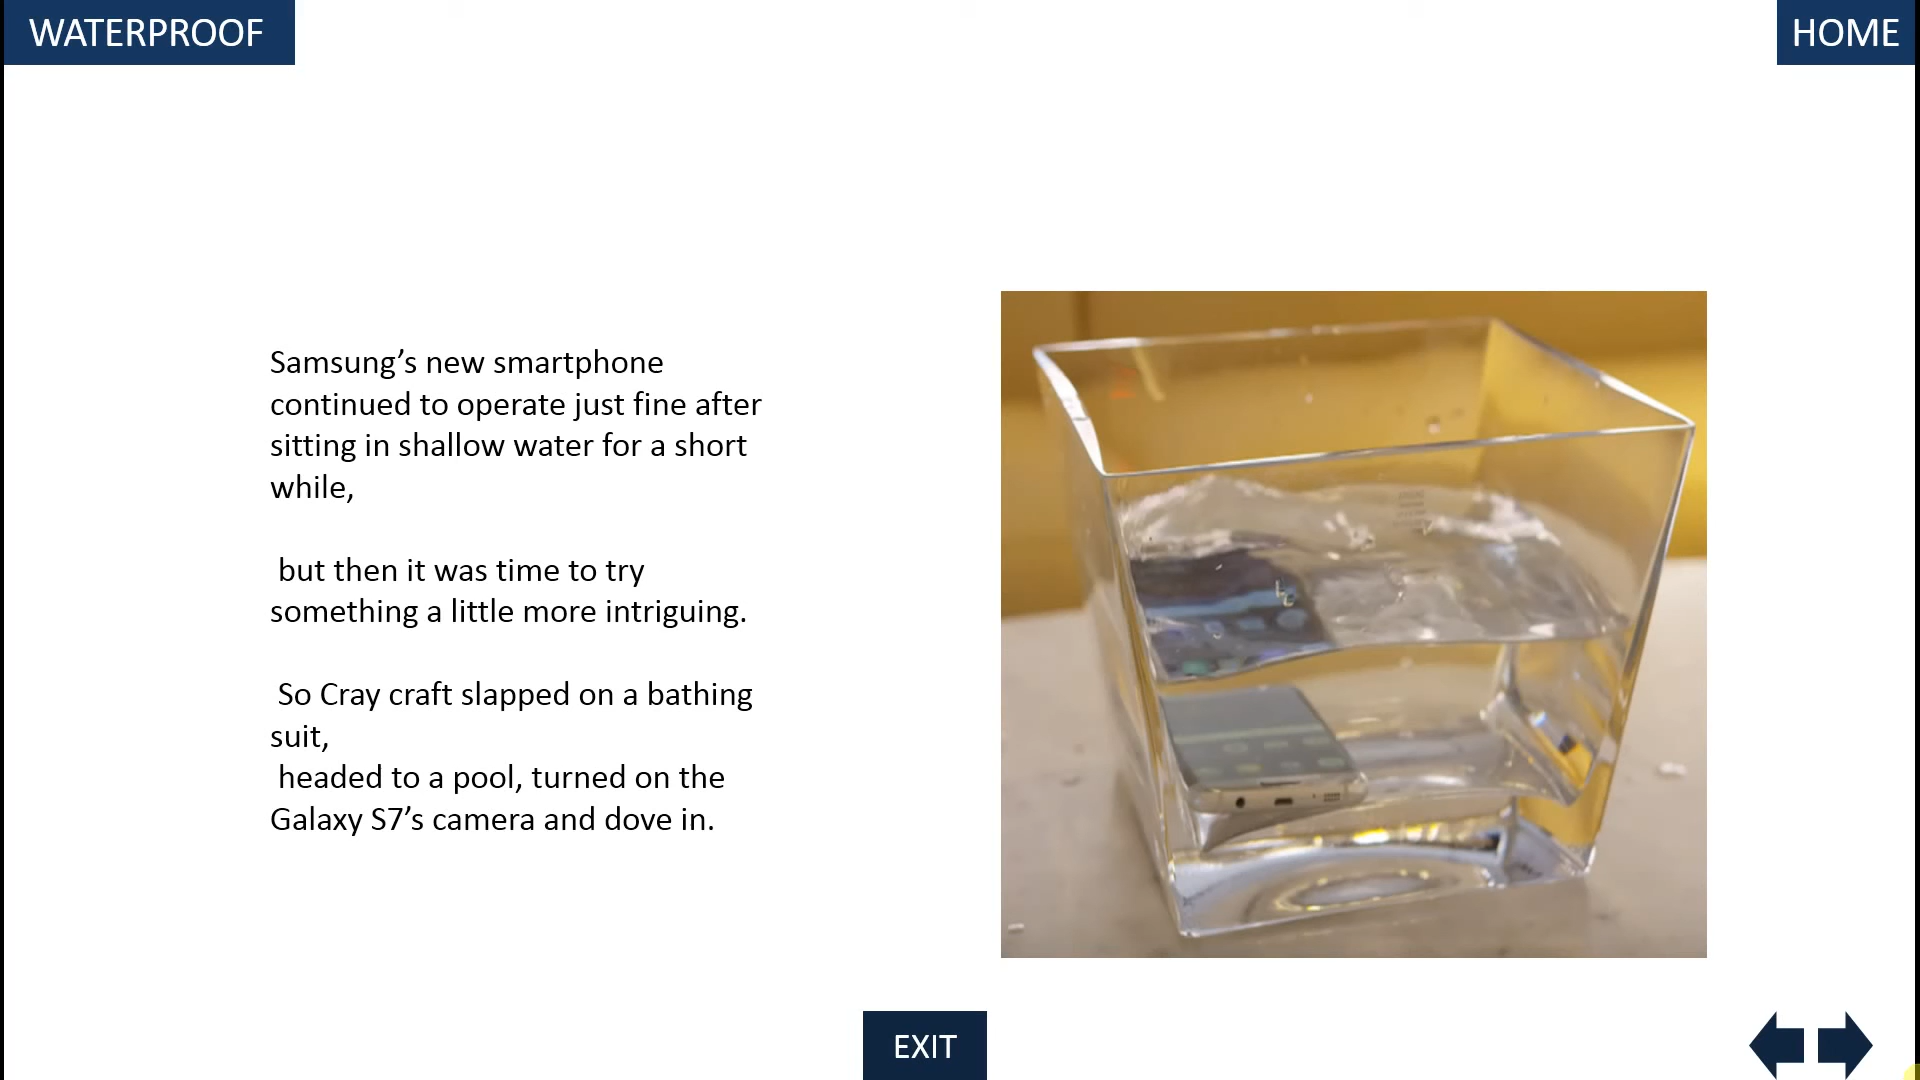 WATERPROOF
HOME
Samsung’s new smartphone
continued to operate just fine after
sitting in shallow water for a short
while,
but then it was time to try
something a little more intriguing.
So Cray craft slapped on a bathing
suit,
headed to a pool, turned on the
Galaxy S7’s camera and dove in.
EXIT